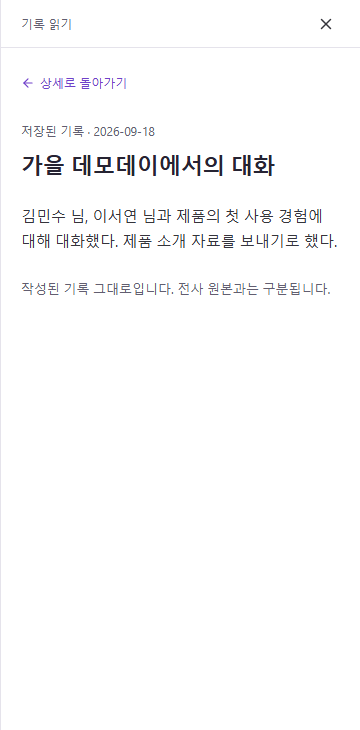 기록 읽기
상세로 돌아가기
저장된 기록 · 2026-09-18
가을 데모데이에서의 대화
김민수 님, 이서연 님과 제품의 첫 사용 경험에
대해 대화했다. 제품 소개 자료를 보내기로 했다.
작성된 기록 그대로입니다. 전사 원본과는 구분됩니다.